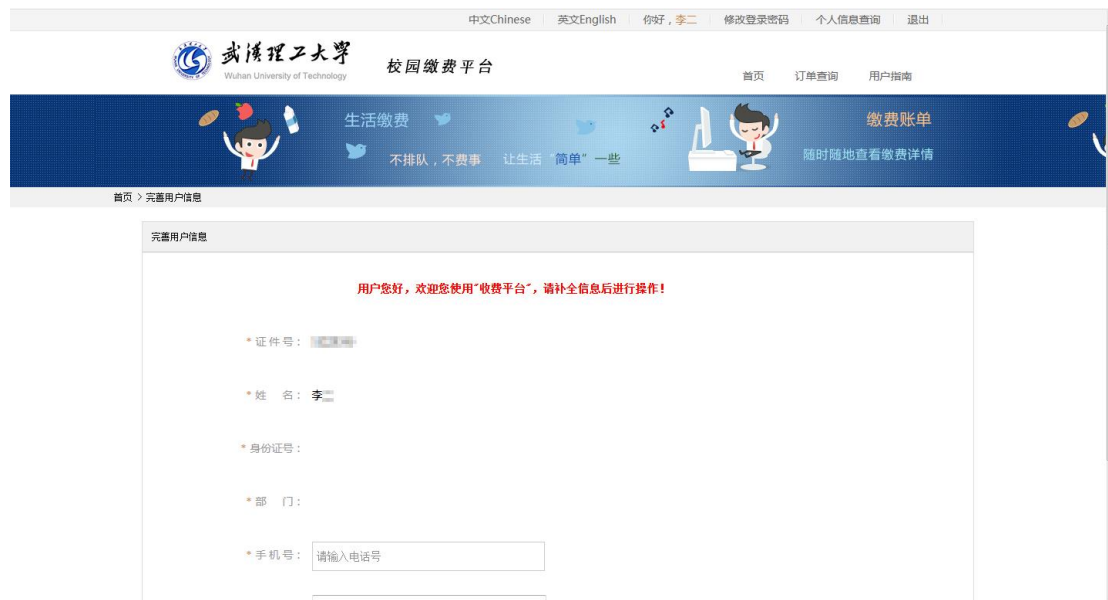 中文Chinese 英文English 你好，李二 修改登录密码 个人信息查询 退出
武汉理工大学
Wuhan University of Technology
校园缴费平台
首页 订单查询 用户指南
生活缴费
不排队，不费事 让生活“简单”一些
缴费账单
随时随地查看缴费详情
首页 > 完善用户信息
完善用户信息
用户您好，欢迎您使用"收费平台"，请补全信息后进行操作！
* 证件号：
* 姓 名： 李
* 身份证号：
* 部 门：
* 手机号： 请输入电话号